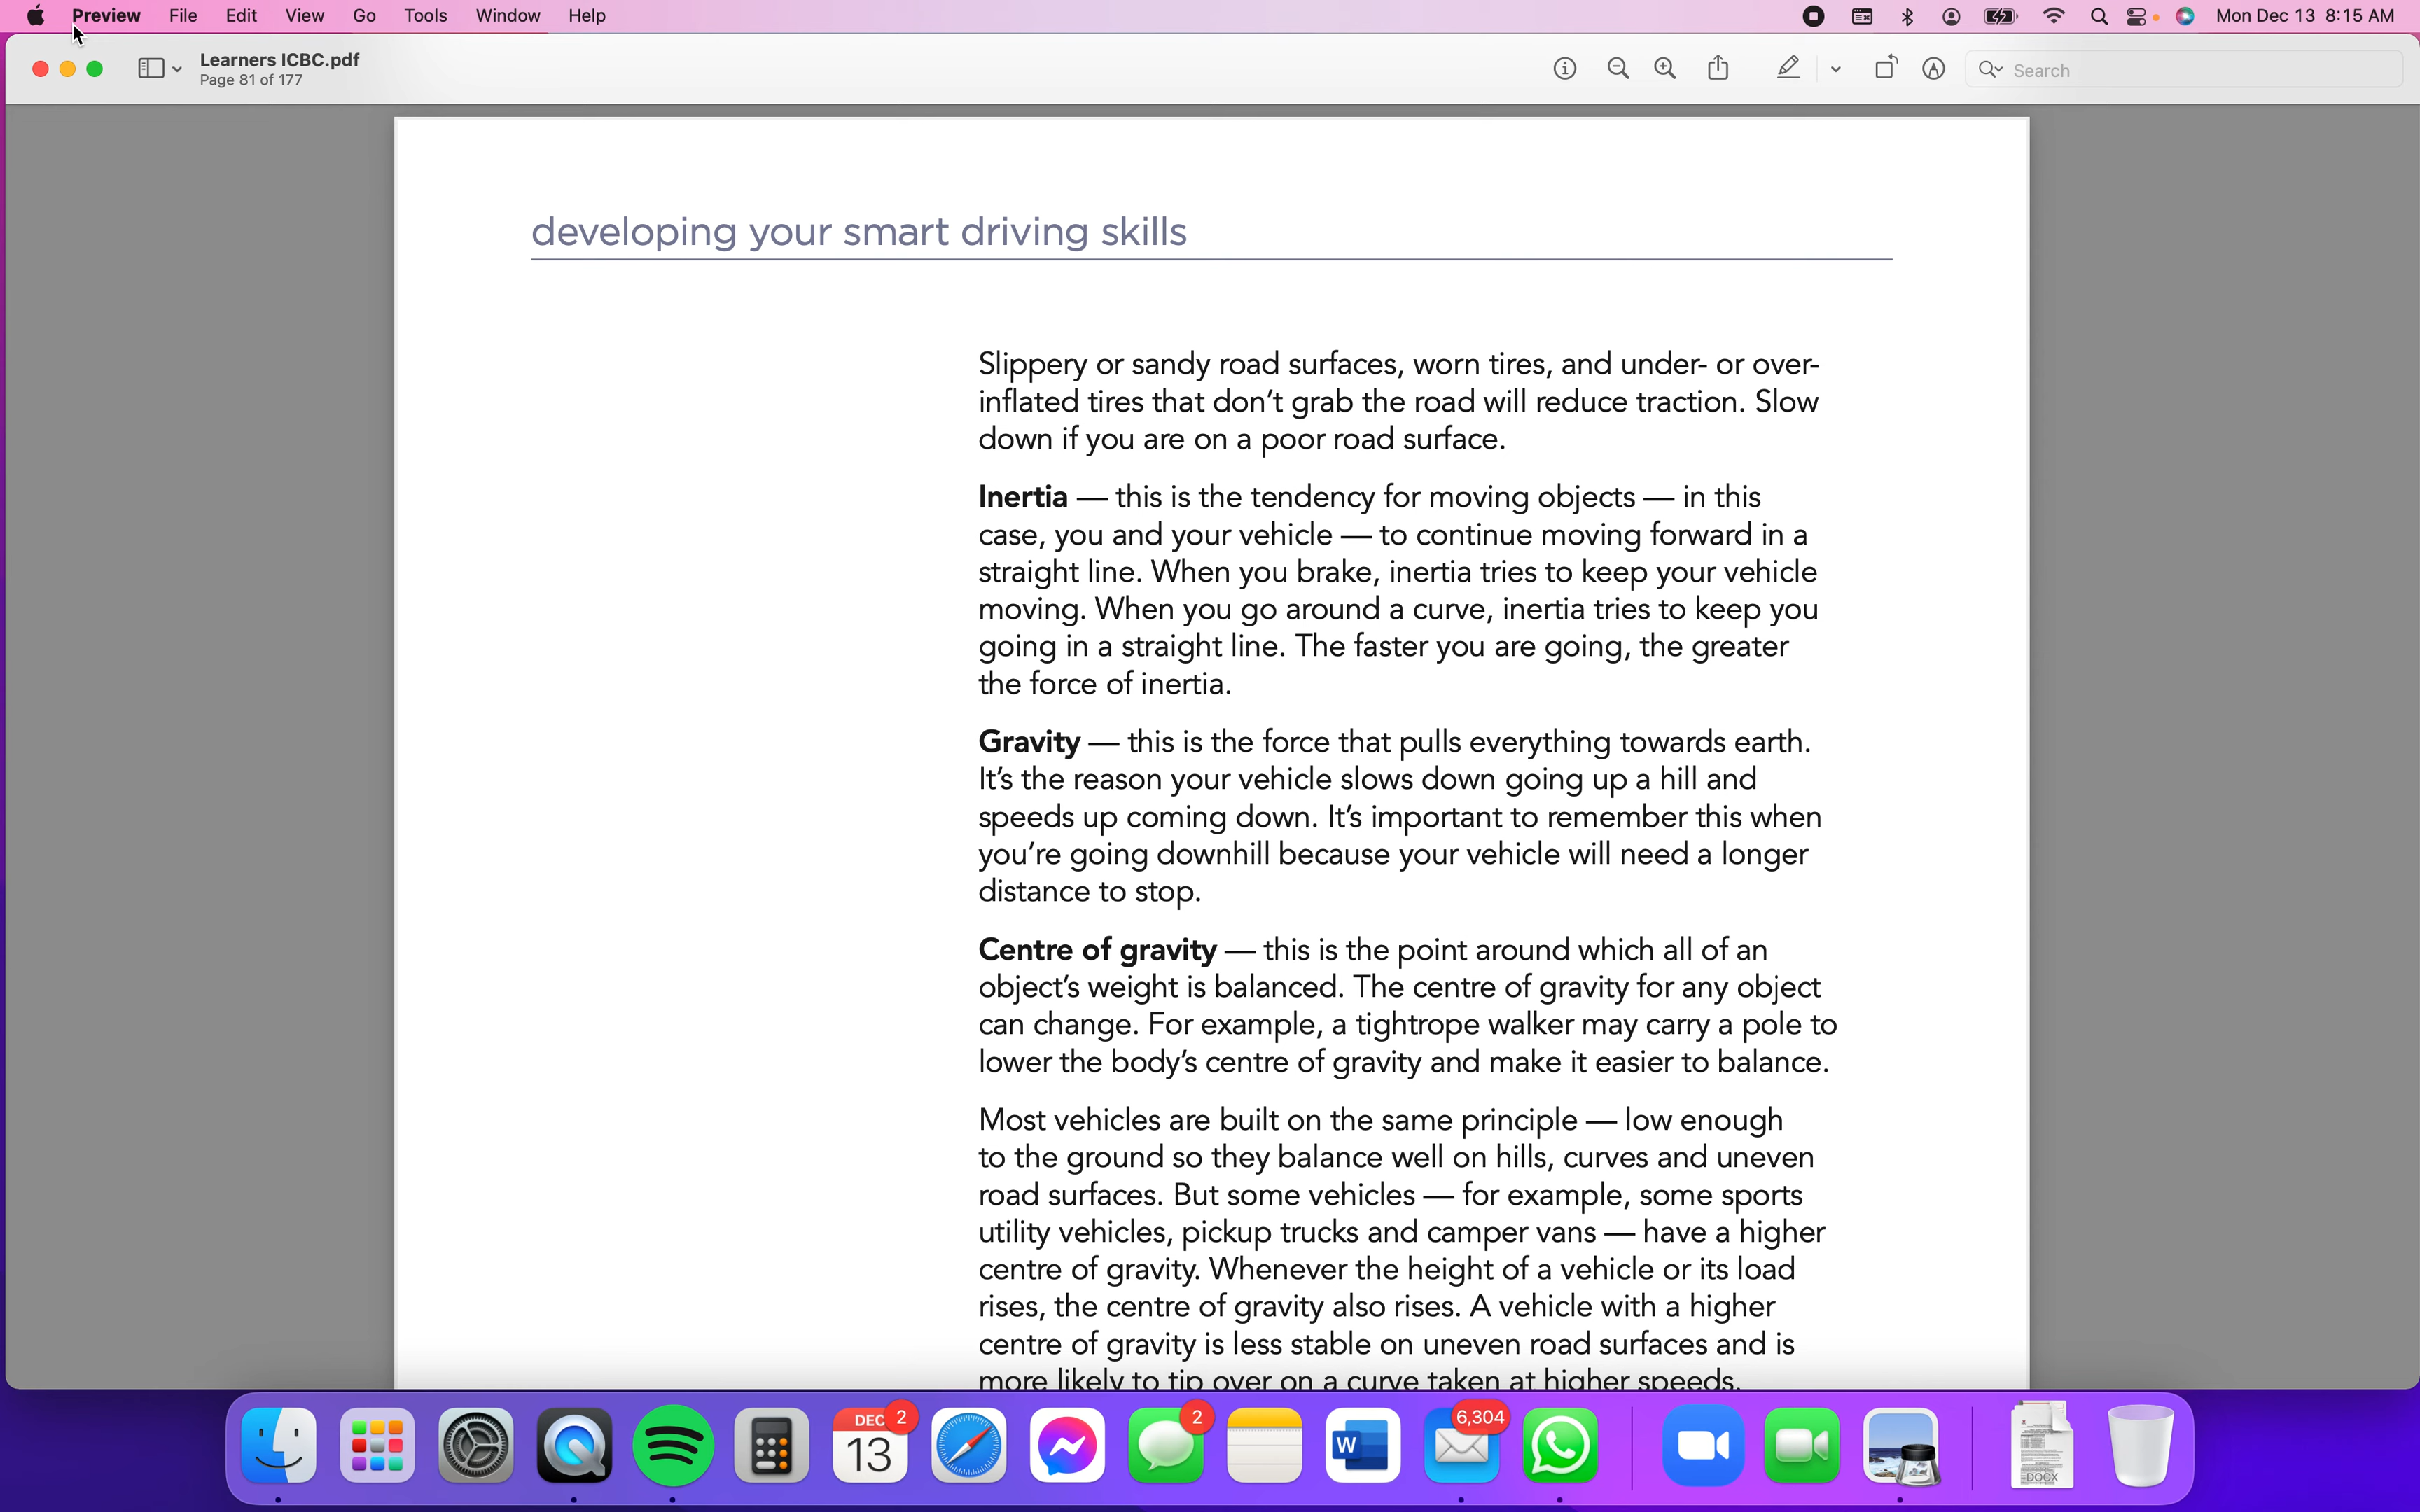 Preview File Edit View Go Tools Window Help Mon Dec 13 8:15 AM
Learners ICBC.pdf
Page 81 of 177
Search
developing your smart driving skills
Slippery or sandy road surfaces, worn tires, and under- or over-
inflated tires that don't grab the road will reduce traction. Slow
down if you are on a poor road surface.
Inertia — this is the tendency for moving objects — in this
case, you and your vehicle — to continue moving forward in a
straight line. When you brake, inertia tries to keep your vehicle
moving. When you go around a curve, inertia tries to keep you
going in a straight line. The faster you are going, the greater
the force of inertia.
Gravity — this is the force that pulls everything towards earth.
It's the reason your vehicle slows down going up a hill and
speeds up coming down. It's important to remember this when
you're going downhill because your vehicle will need a longer
distance to stop.
Centre of gravity — this is the point around which all of an
object's weight is balanced. The centre of gravity for any object
can change. For example, a tightrope walker may carry a pole to
lower the body's centre of gravity and make it easier to balance.
Most vehicles are built on the same principle — low enough
to the ground so they balance well on hills, curves and uneven
road surfaces. But some vehicles — for example, some sports
utility vehicles, pickup trucks and camper vans — have a higher
centre of gravity. Whenever the height of a vehicle or its load
rises, the centre of gravity also rises. A vehicle with a higher
centre of gravity is less stable on uneven road surfaces and is
more likely to tip over on a curve taken at higher speeds.
DEC 2 2 6,304
13 W DOCX